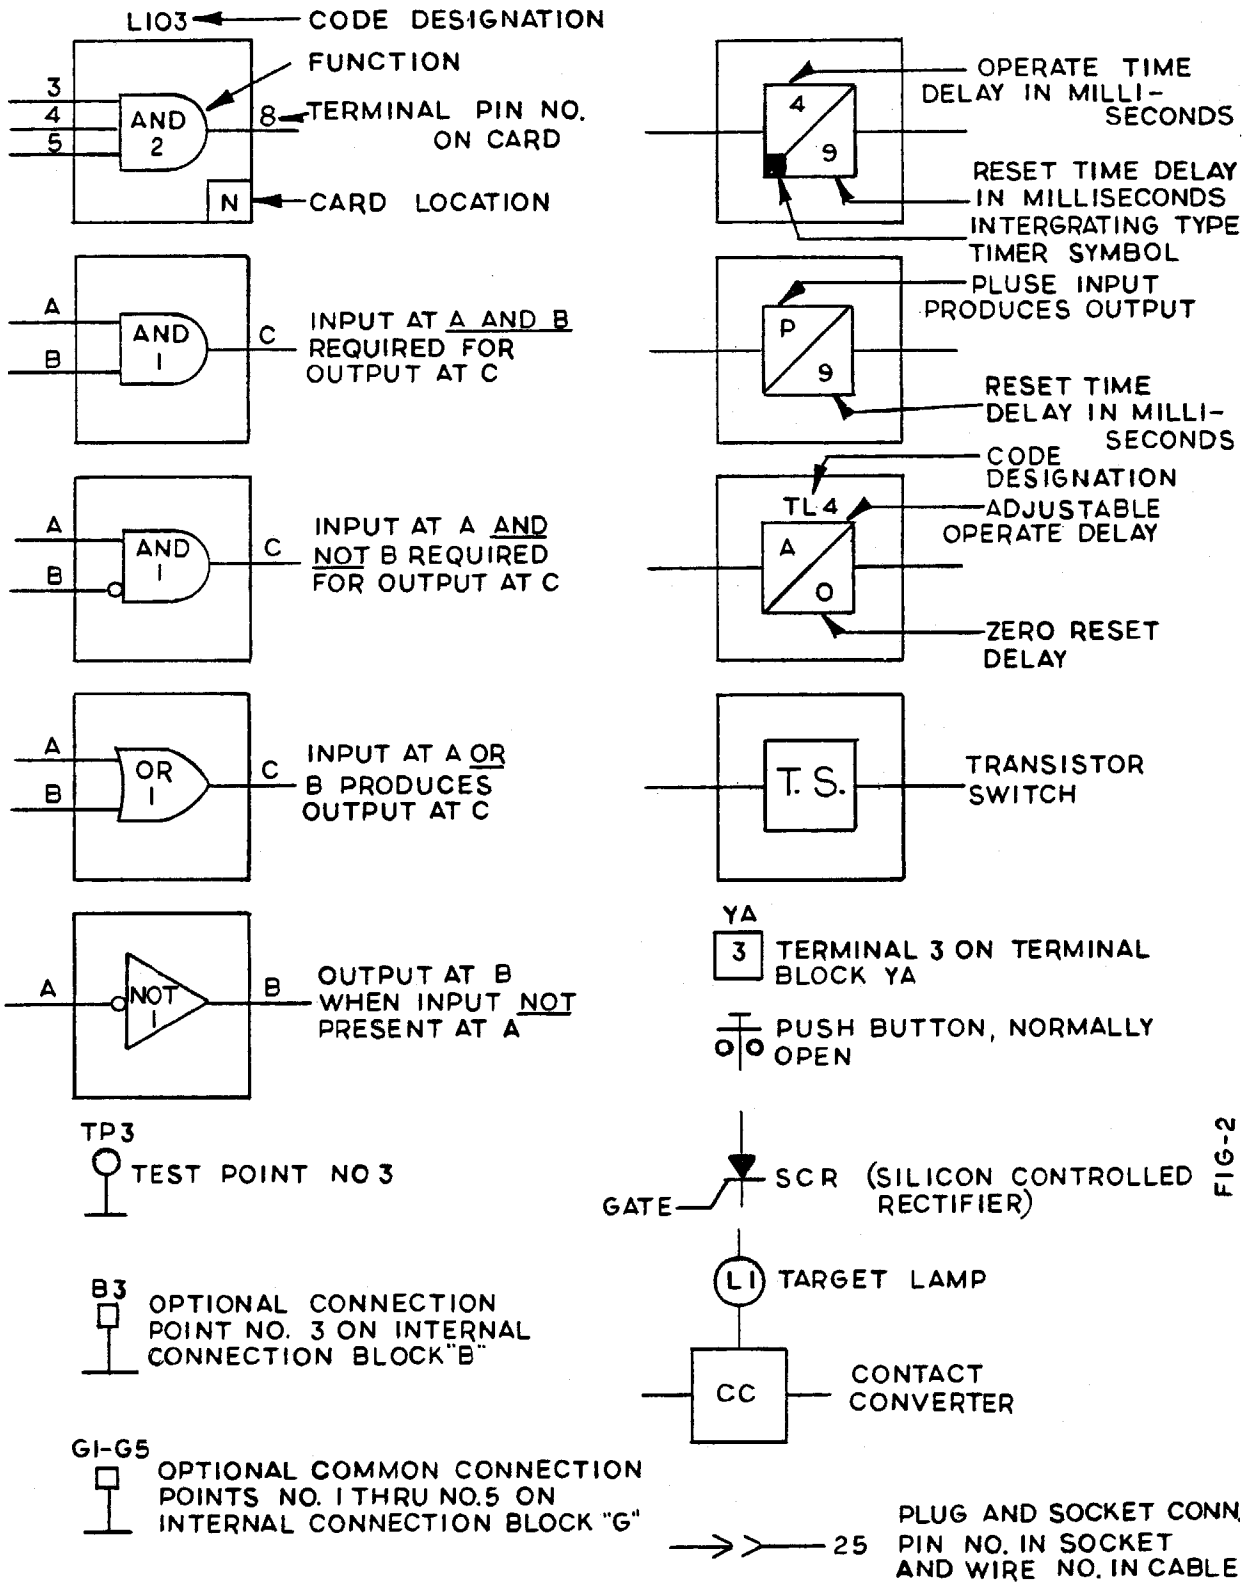 L103
CODE DESIGNATION
FUNCTION
3
4
5
AND
2
8
TERMINAL PIN NO.
ON CARD
N
CARD LOCATION
A
B
AND
1
C
INPUT AT A AND B
REQUIRED FOR
OUTPUT AT C
A
B
AND
1
C
INPUT AT A AND
NOT B REQUIRED
FOR OUTPUT AT C
A
B
OR
1
C
INPUT AT A OR
B PRODUCES
OUTPUT AT C
A
NOT
1
B
OUTPUT AT B
WHEN INPUT NOT
PRESENT AT A
TP3
TEST POINT NO 3
B3
OPTIONAL CONNECTION
POINT NO. 3 ON INTERNAL
CONNECTION BLOCK "B"
G1-G5
OPTIONAL COMMON CONNECTION
POINTS NO. 1 THRU NO.5 ON
INTERNAL CONNECTION BLOCK "G"
4
9
OPERATE TIME
DELAY IN MILLI-
SECONDS
RESET TIME DELAY
IN MILLISECONDS
INTERGRATING TYPE
TIMER SYMBOL
P
9
PLUSE INPUT
PRODUCES OUTPUT
RESET TIME
DELAY IN MILLI-
SECONDS
CODE
DESIGNATION
TL4
A
O
ADJUSTABLE
OPERATE DELAY
ZERO RESET
DELAY
T. S.
TRANSISTOR
SWITCH
YA
3
TERMINAL 3 ON TERMINAL
BLOCK YA
PUSH BUTTON, NORMALLY
OPEN
GATE
SCR (SILICON CONTROLLED
RECTIFIER)
L1
TARGET LAMP
CC
CONTACT
CONVERTER
25
PLUG AND SOCKET CONN.
PIN NO. IN SOCKET
AND WIRE NO. IN CABLE
FIG-2